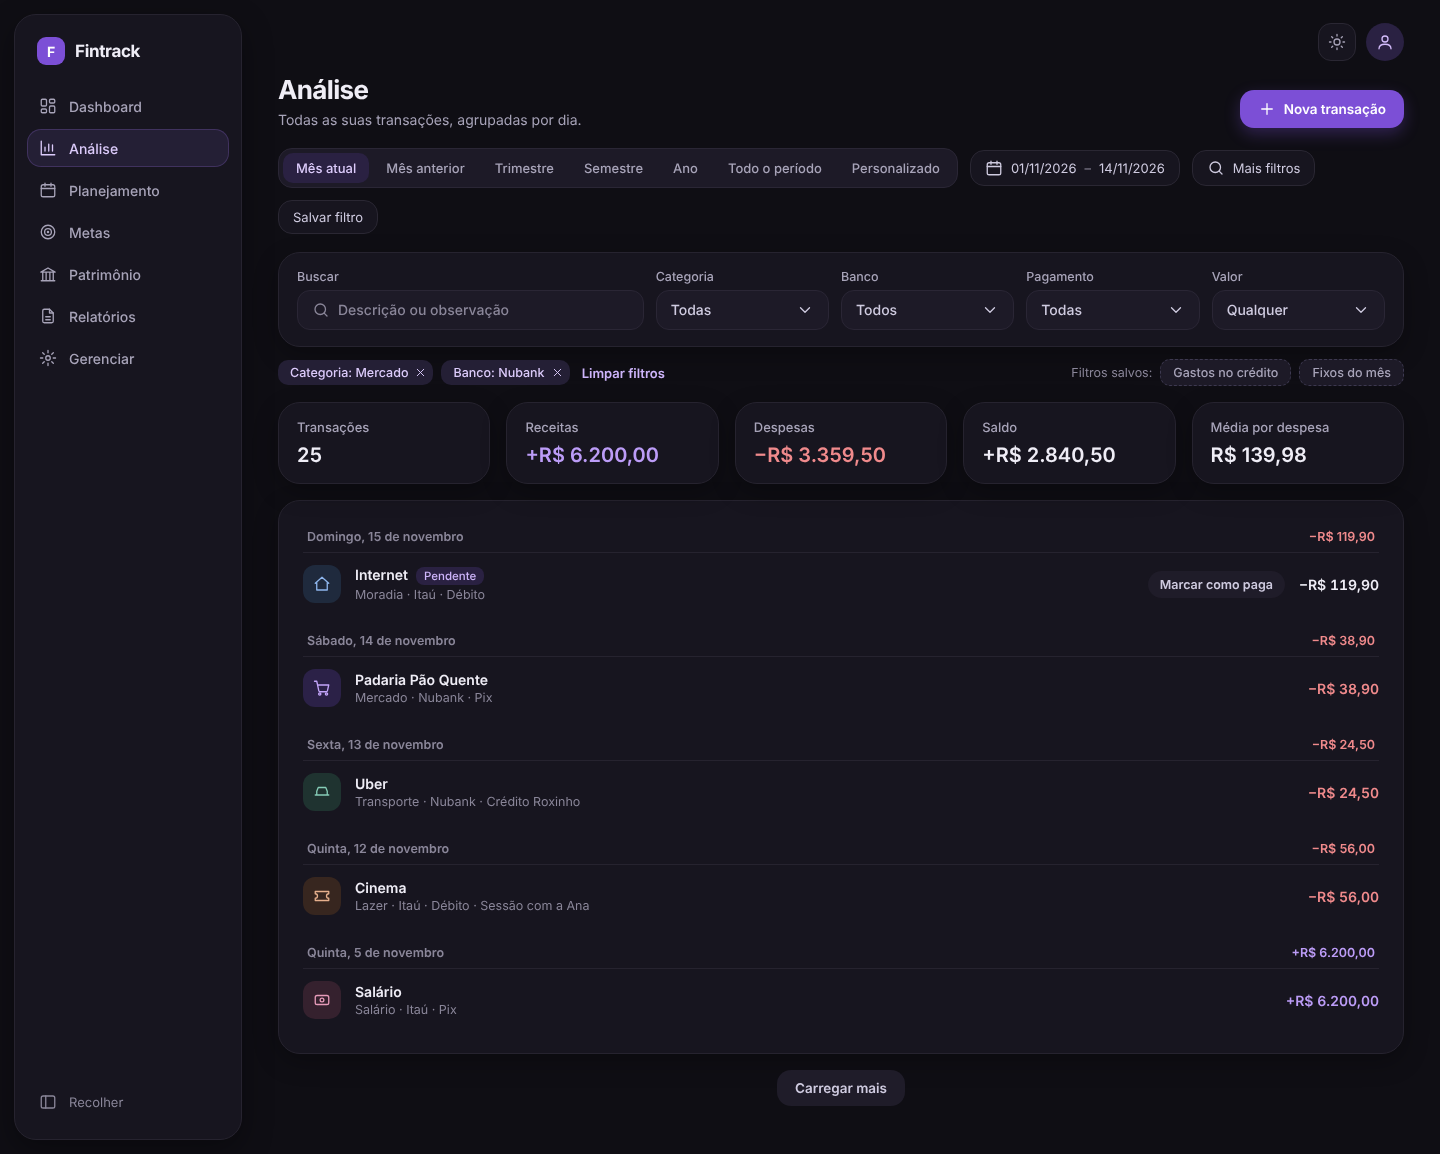 F Fintrack
Dashboard
Análise
Planejamento
Metas
Patrimônio
Relatórios
Gerenciar
Recolher
Análise
Todas as suas transações, agrupadas por dia.
Nova transação
Mês atual Mês anterior Trimestre Semestre Ano Todo o período Personalizado 01/11/2026 – 14/11/2026 Mais filtros
Salvar filtro
Buscar Categoria Banco Pagamento Valor
Descrição ou observação Todas Todos Todas Qualquer
Categoria: Mercado Banco: Nubank Limpar filtros Filtros salvos: Gastos no crédito Fixos do mês
Transações Receitas Despesas Saldo Média por despesa
25 +R$ 6.200,00 −R$ 3.359,50 +R$ 2.840,50 R$ 139,98
Domingo, 15 de novembro −R$ 119,90
Internet Pendente
Moradia · Itaú · Débito
Marcar como paga −R$ 119,90
Sábado, 14 de novembro −R$ 38,90
Padaria Pão Quente
Mercado · Nubank · Pix
−R$ 38,90
Sexta, 13 de novembro −R$ 24,50
Uber
Transporte · Nubank · Crédito Roxinho
−R$ 24,50
Quinta, 12 de novembro −R$ 56,00
Cinema
Lazer · Itaú · Débito · Sessão com a Ana
−R$ 56,00
Quinta, 5 de novembro +R$ 6.200,00
Salário
Salário · Itaú · Pix
+R$ 6.200,00
Carregar mais